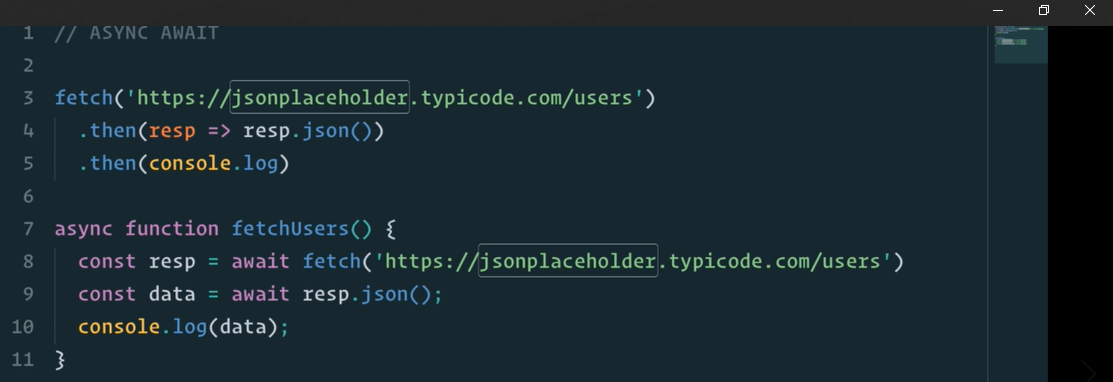 1 // ASYNC AWAIT
2
3 fetch('https://jsonplaceholder.typicode.com/users')
4   .then(resp => resp.json())
5   .then(console.log)
6
7 async function fetchUsers() {
8   const resp = await fetch('https://jsonplaceholder.typicode.com/users')
9   const data = await resp.json();
10   console.log(data);
11 }